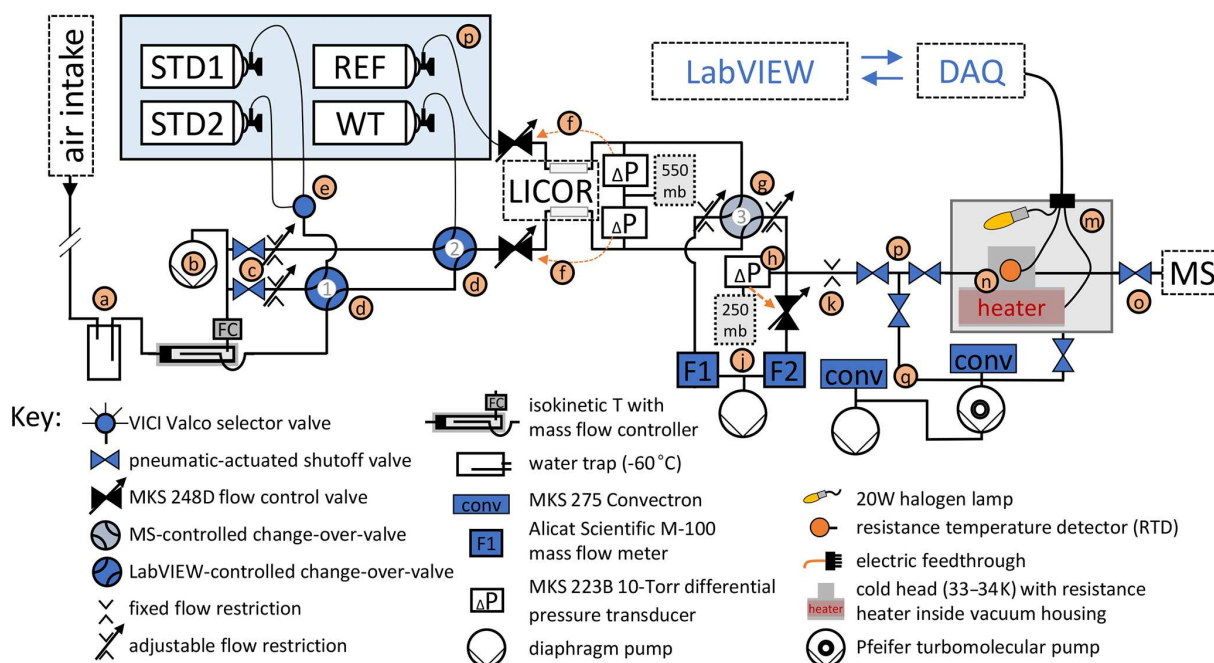 air intake
STD1
STD2
REF
WT
p
LabVIEW
DAQ
f
LICOR
ΔP
ΔP
550
mb
f
e
g
3
b
c
1
2
d
d
a
FC
h
ΔP
250
mb
k
p
m
n
heater
o
MS
F1
j
F2
conv
q
conv
Key:
VICI Valco selector valve
pneumatic-actuated shutoff valve
MKS 248D flow control valve
MS-controlled change-over-valve
LabVIEW-controlled change-over-valve
fixed flow restriction
adjustable flow restriction
FC
isokinetic T with
mass flow controller
water trap (-60˚C)
conv
MKS 275 Convectron
F1
Alicat Scientific M-100
mass flow meter
ΔP
MKS 223B 10-Torr differential
pressure transducer
diaphragm pump
20W halogen lamp
resistance temperature detector (RTD)
electric feedthrough
heater
cold head (33–34K) with resistance
heater inside vacuum housing
Pfeifer turbomolecular pump